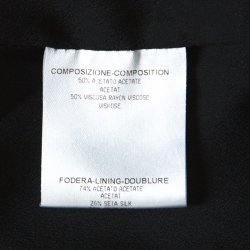 COMPOSIZIONE-COMPOSITION
50% ACETATO ACETATE
ACETAT
50% VISCOSA RAYON VISCOSE
VISKOSE
FODERA-LINING-DOUBLURE
74% ACETATO ACETATE
ACETAT
26% SETA SILK